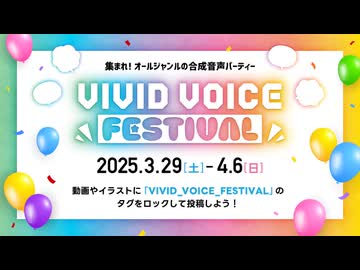 集まれ! オールジャンルの合成音声パーティー
VIVID VOICE
FESTIVAL
2025.3.29[土]-4.6[日]
動画やイラストに「VIVID_VOICE_FESTIVAL」の
タグをロックして投稿しよう!